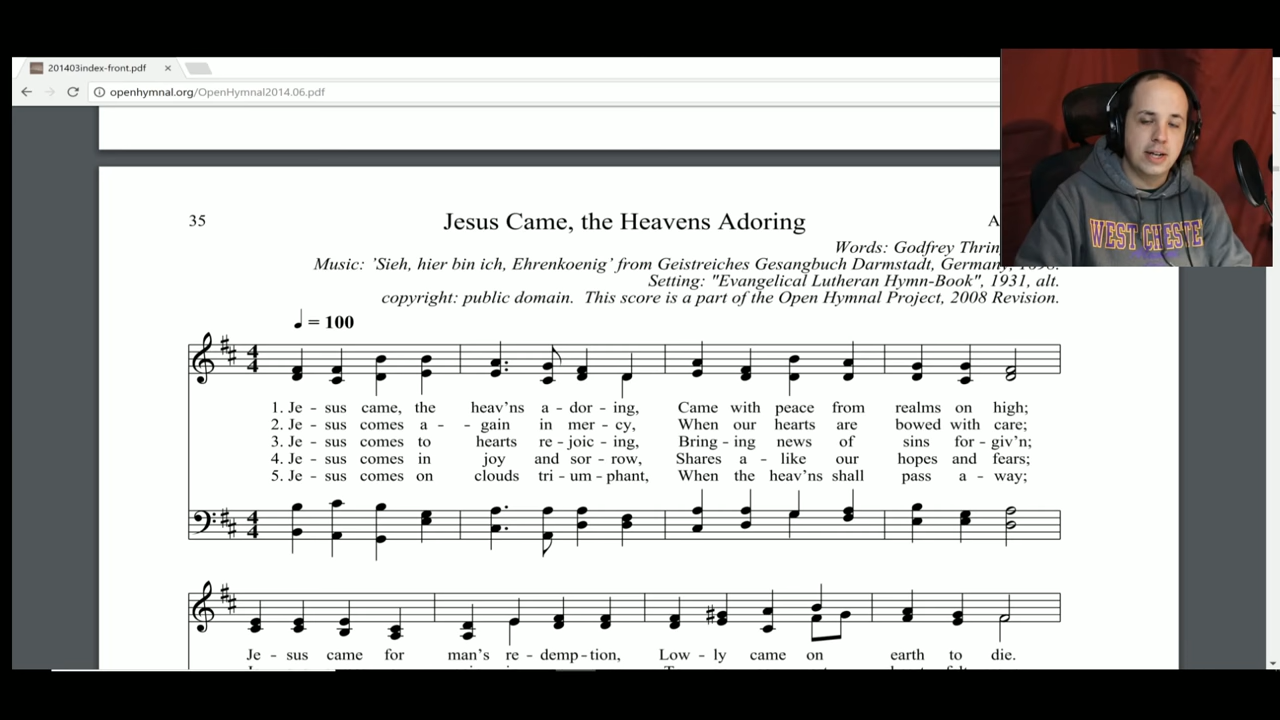 201403index-front.pdf
openhymnal.org/OpenHymnal2014.06.pdf
35 Jesus Came, the Heavens Adoring A
Words: Godfrey Thrin
Music: 'Sieh, hier bin ich, Ehrenkoenig' from Geistreiches Gesangbuch Darmstadt, Germany,
Setting: "Evangelical Lutheran Hymn-Book", 1931, alt.
copyright: public domain. This score is a part of the Open Hymnal Project, 2008 Revision.
= 100
4 4
1. Je - sus came, the heav'ns a - dor - ing, Came with peace from realms on high;
2. Je - sus comes a - - gain in mer - cy, When our hearts are bowed with care;
3. Je - sus comes to hearts re - joic - ing, Bring - ing news of sins for - giv'n;
4. Je - sus comes in joy and sor - row, Shares a - like our hopes and fears;
5. Je - sus comes on clouds tri - um - phant, When the heav'ns shall pass a - way;
4 4
Je - sus came for man's re - demp - tion, Low - ly came on earth to die.
WEST CHESTE